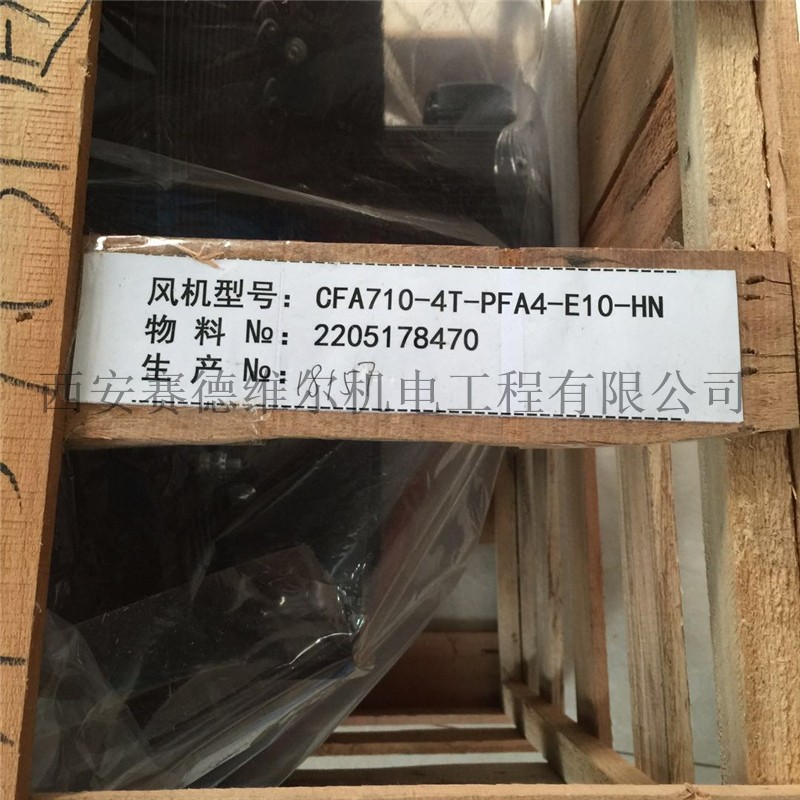 风机型号：CFA710-4T-PFA4-E10-HN
物料 №：2205178470
生产 №：8157
西安赛德维尔机电工程有限公司